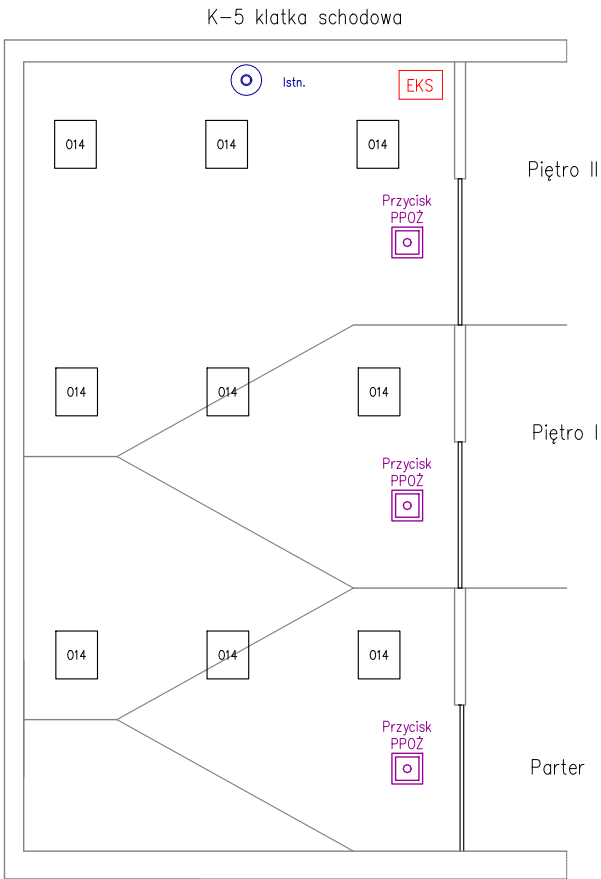 K-5 klatka schodowa
Istn.
EKS
014
014
014
Piętro II
Przycisk
PPOŻ
014
014
014
Piętro I
Przycisk
PPOŻ
014
014
014
Przycisk
PPOŻ
Parter